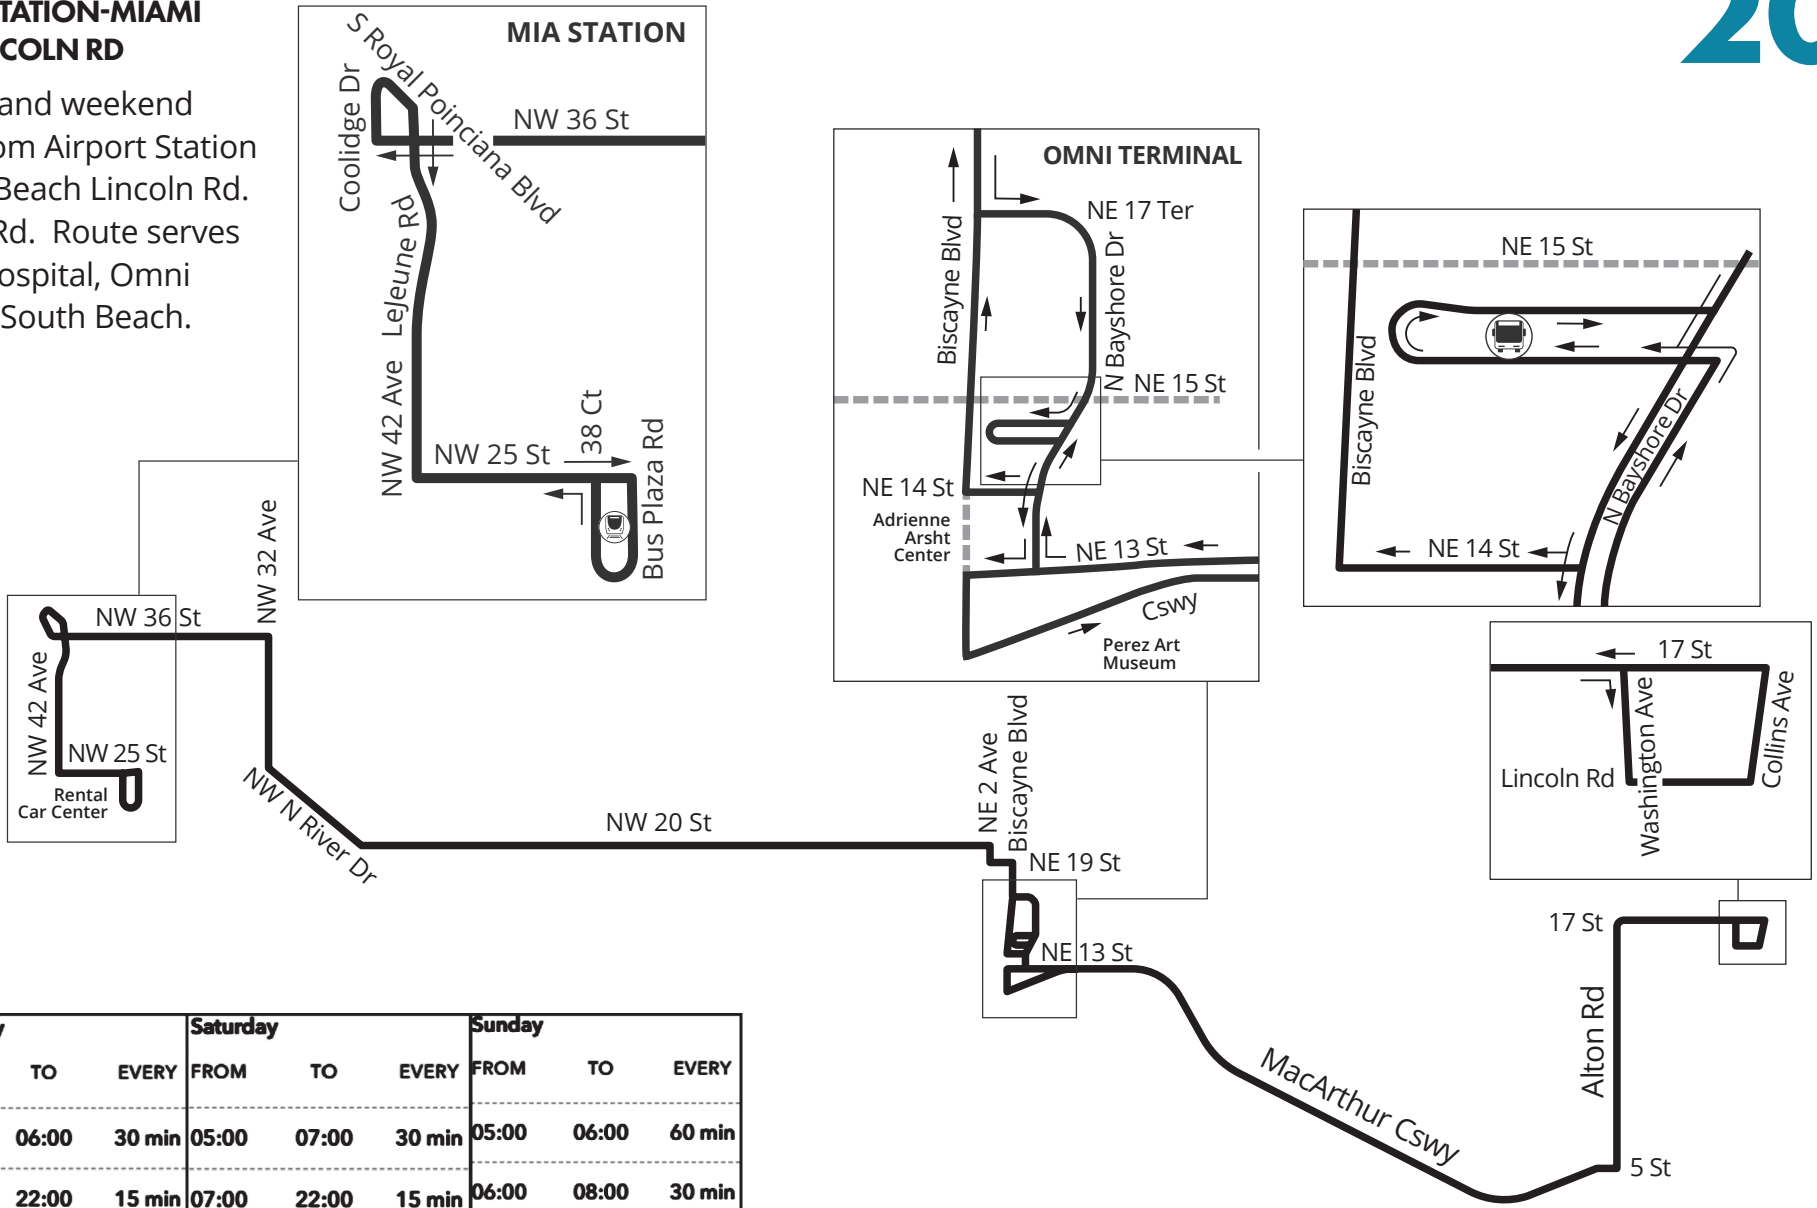 TATION-MIAMI
COLN RD
and weekend
om Airport Station
Beach Lincoln Rd.
Rd. Route serves
ospital, Omni
South Beach.
20
MIA STATION
S Royal Poinciana Blvd
Coolidge Dr
NW 36 St
LeJeune Rd
NW 42 Ave
NW 25 St
38 Ct
Bus Plaza Rd
OMNI TERMINAL
NE 17 Ter
Biscayne Blvd
N Bayshore Dr
NE 15 St
NE 14 St
Adrienne
Arsht
Center
NE 13 St
Cswy
Perez Art
Museum
NE 15 St
Biscayne Blvd
N Bayshore Dr
NE 14 St
17 St
Washington Ave
Collins Ave
Lincoln Rd
NW 36 St
NW 32 Ave
NW 42 Ave
NW 25 St
Rental
Car Center
NW N River Dr
NW 20 St
NE 2 Ave
Biscayne Blvd
NE 19 St
NE 13 St
MacArthur Cswy
17 St
Alton Rd
5 St
y Saturday Sunday
TO EVERY FROM TO EVERY FROM TO EVERY
06:00 30 min 05:00 07:00 30 min 05:00 06:00 60 min
22:00 15 min 07:00 22:00 15 min 06:00 08:00 30 min